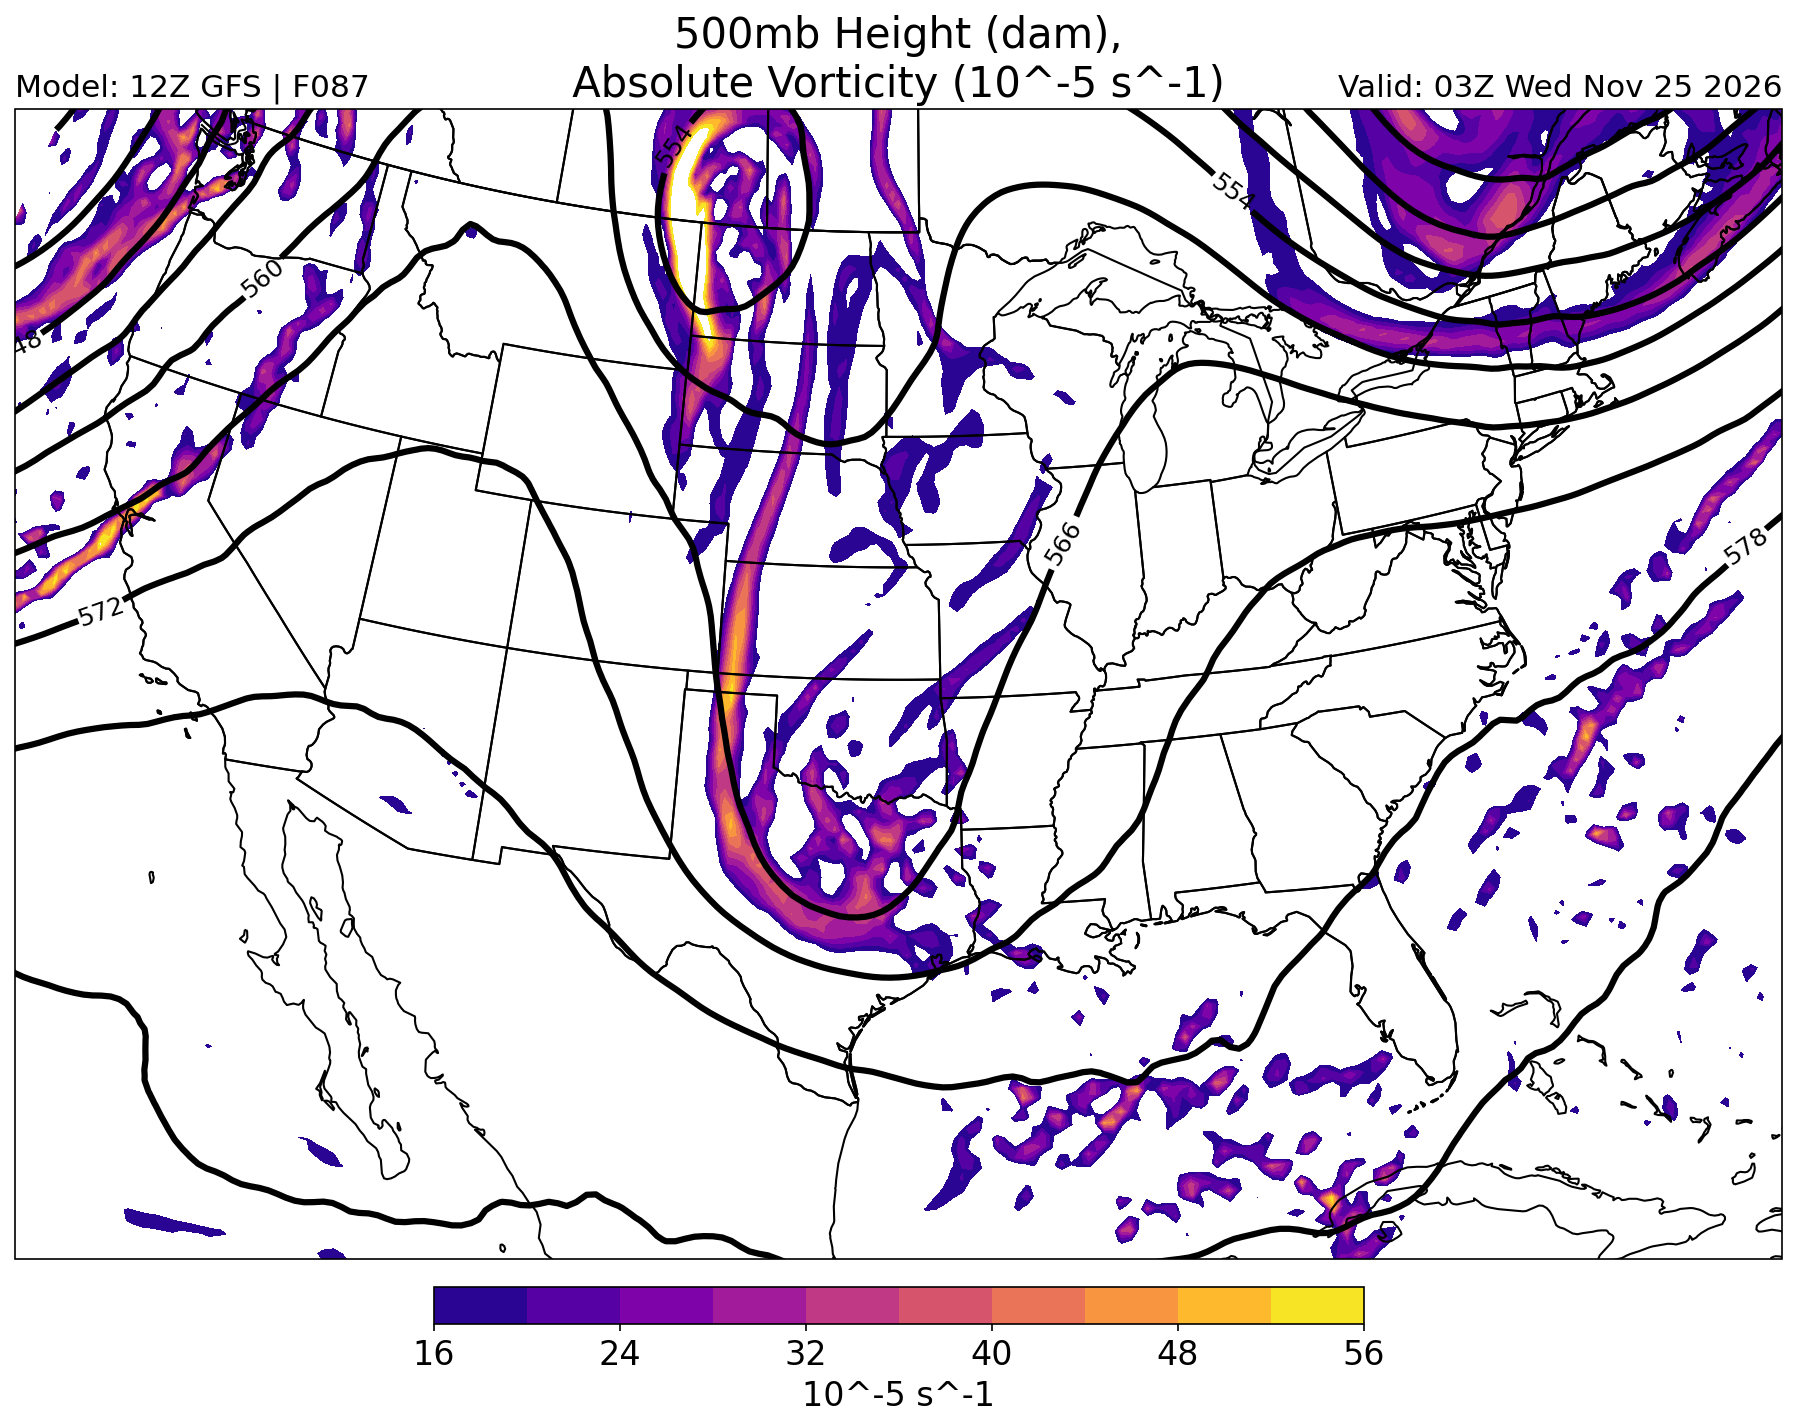 500mb Height (dam),
Absolute Vorticity (10^-5 s^-1)
Model: 12Z GFS | F087
Valid: 03Z Wed Nov 25 2026
554
554
560
48
566
578
572
16 24 32 40 48 56
10^-5 s^-1